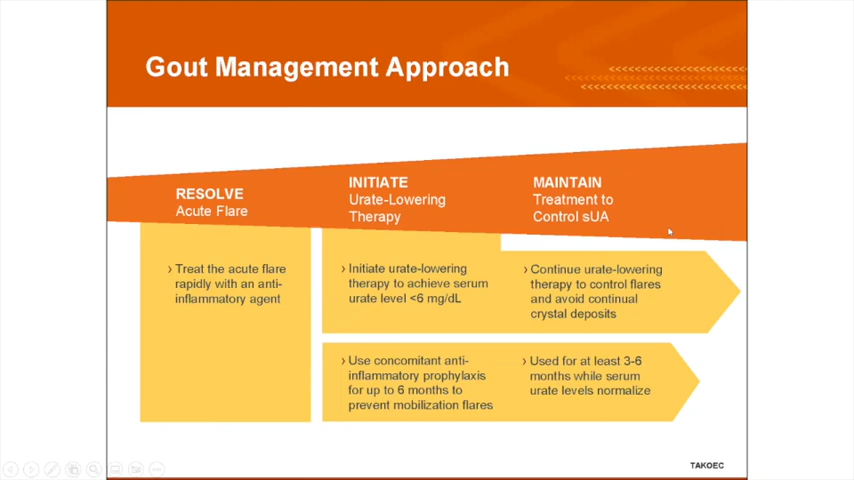 Gout Management Approach
RESOLVE
Acute Flare
INITIATE
Urate-Lowering
Therapy
MAINTAIN
Treatment to
Control sUA
› Treat the acute flare
rapidly with an anti-
inflammatory agent
› Initiate urate-lowering
therapy to achieve serum
urate level <6 mg/dL
› Continue urate-lowering
therapy to control flares
and avoid continual
crystal deposits
› Use concomitant anti-
inflammatory prophylaxis
for up to 6 months to
prevent mobilization flares
› Used for at least 3-6
months while serum
urate levels normalize
TAKOEC